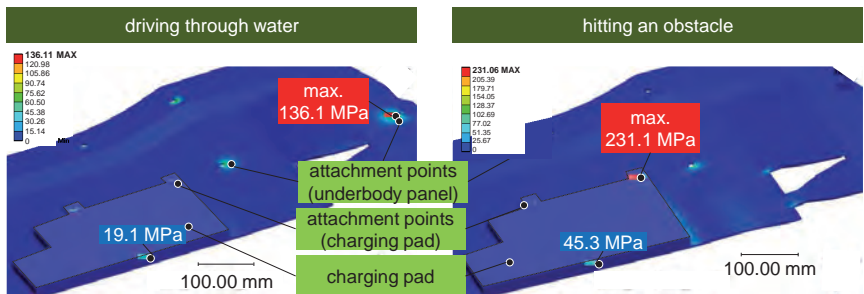 driving through water
hitting an obstacle
136.11 MAX
120.98
105.86
90.74
75.62
60.50
45.38
30.26
15.14
0
Min
max.
136.1 MPa
231.06 MAX
205.39
179.71
154.05
128.37
102.69
77.02
51.35
25.67
0
max.
231.1 MPa
attachment points
(underbody panel)
attachment points
(charging pad)
charging pad
19.1 MPa
100.00 mm
45.3 MPa
100.00 mm